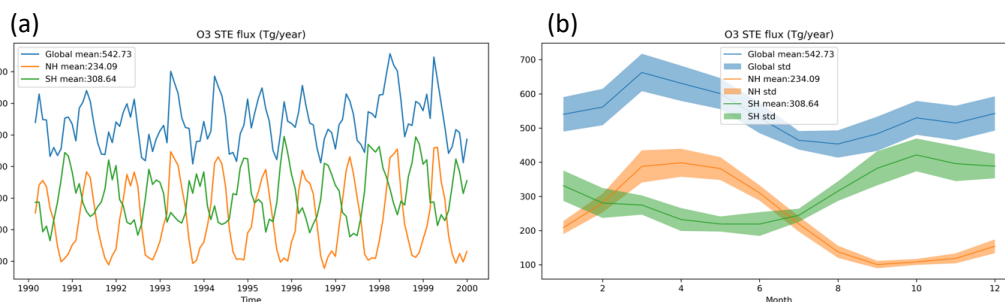 (a)
O3 STE flux (Tg/year)
Global mean:542.73
NH mean:234.09
SH mean:308.64
1990 1991 1992 1993 1994 1995 1996 1997 1998 1999 2000
Time
(b)
O3 STE flux (Tg/year)
Global mean:542.73
Global std
NH mean:234.09
NH std
SH mean:308.64
SH std
700
600
500
400
300
200
100
2 4 6 8 10 12
Month